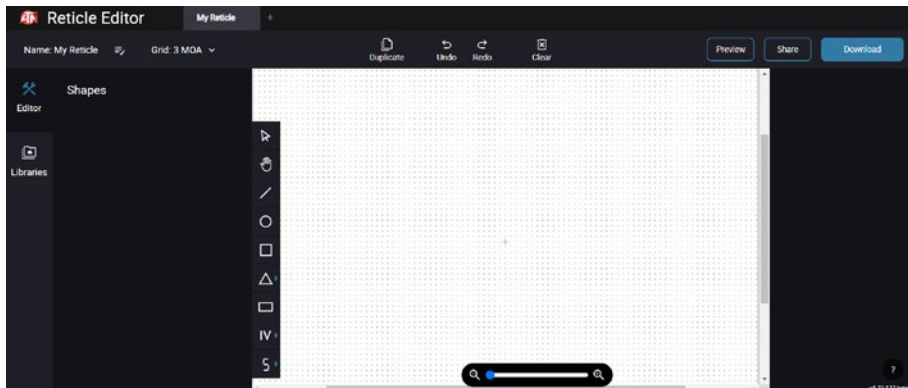 ATN Reticle Editor
My Reticle
+
Name: My Reticle
Grid: 3 MOA
Duplicate
Undo
Redo
Clear
Preview
Share
Download
Editor
Shapes
Libraries
IV
5
?